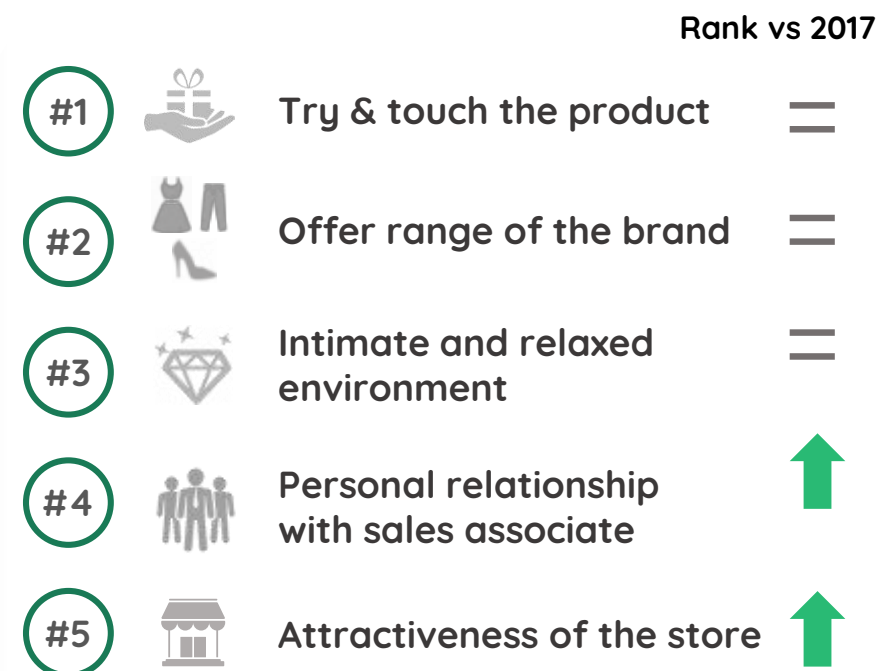 Rank vs 2017
#1
Try & touch the product
#2
Offer range of the brand
#3
Intimate and relaxed
environment
#4
Personal relationship
with sales associate
#5
Attractiveness of the store